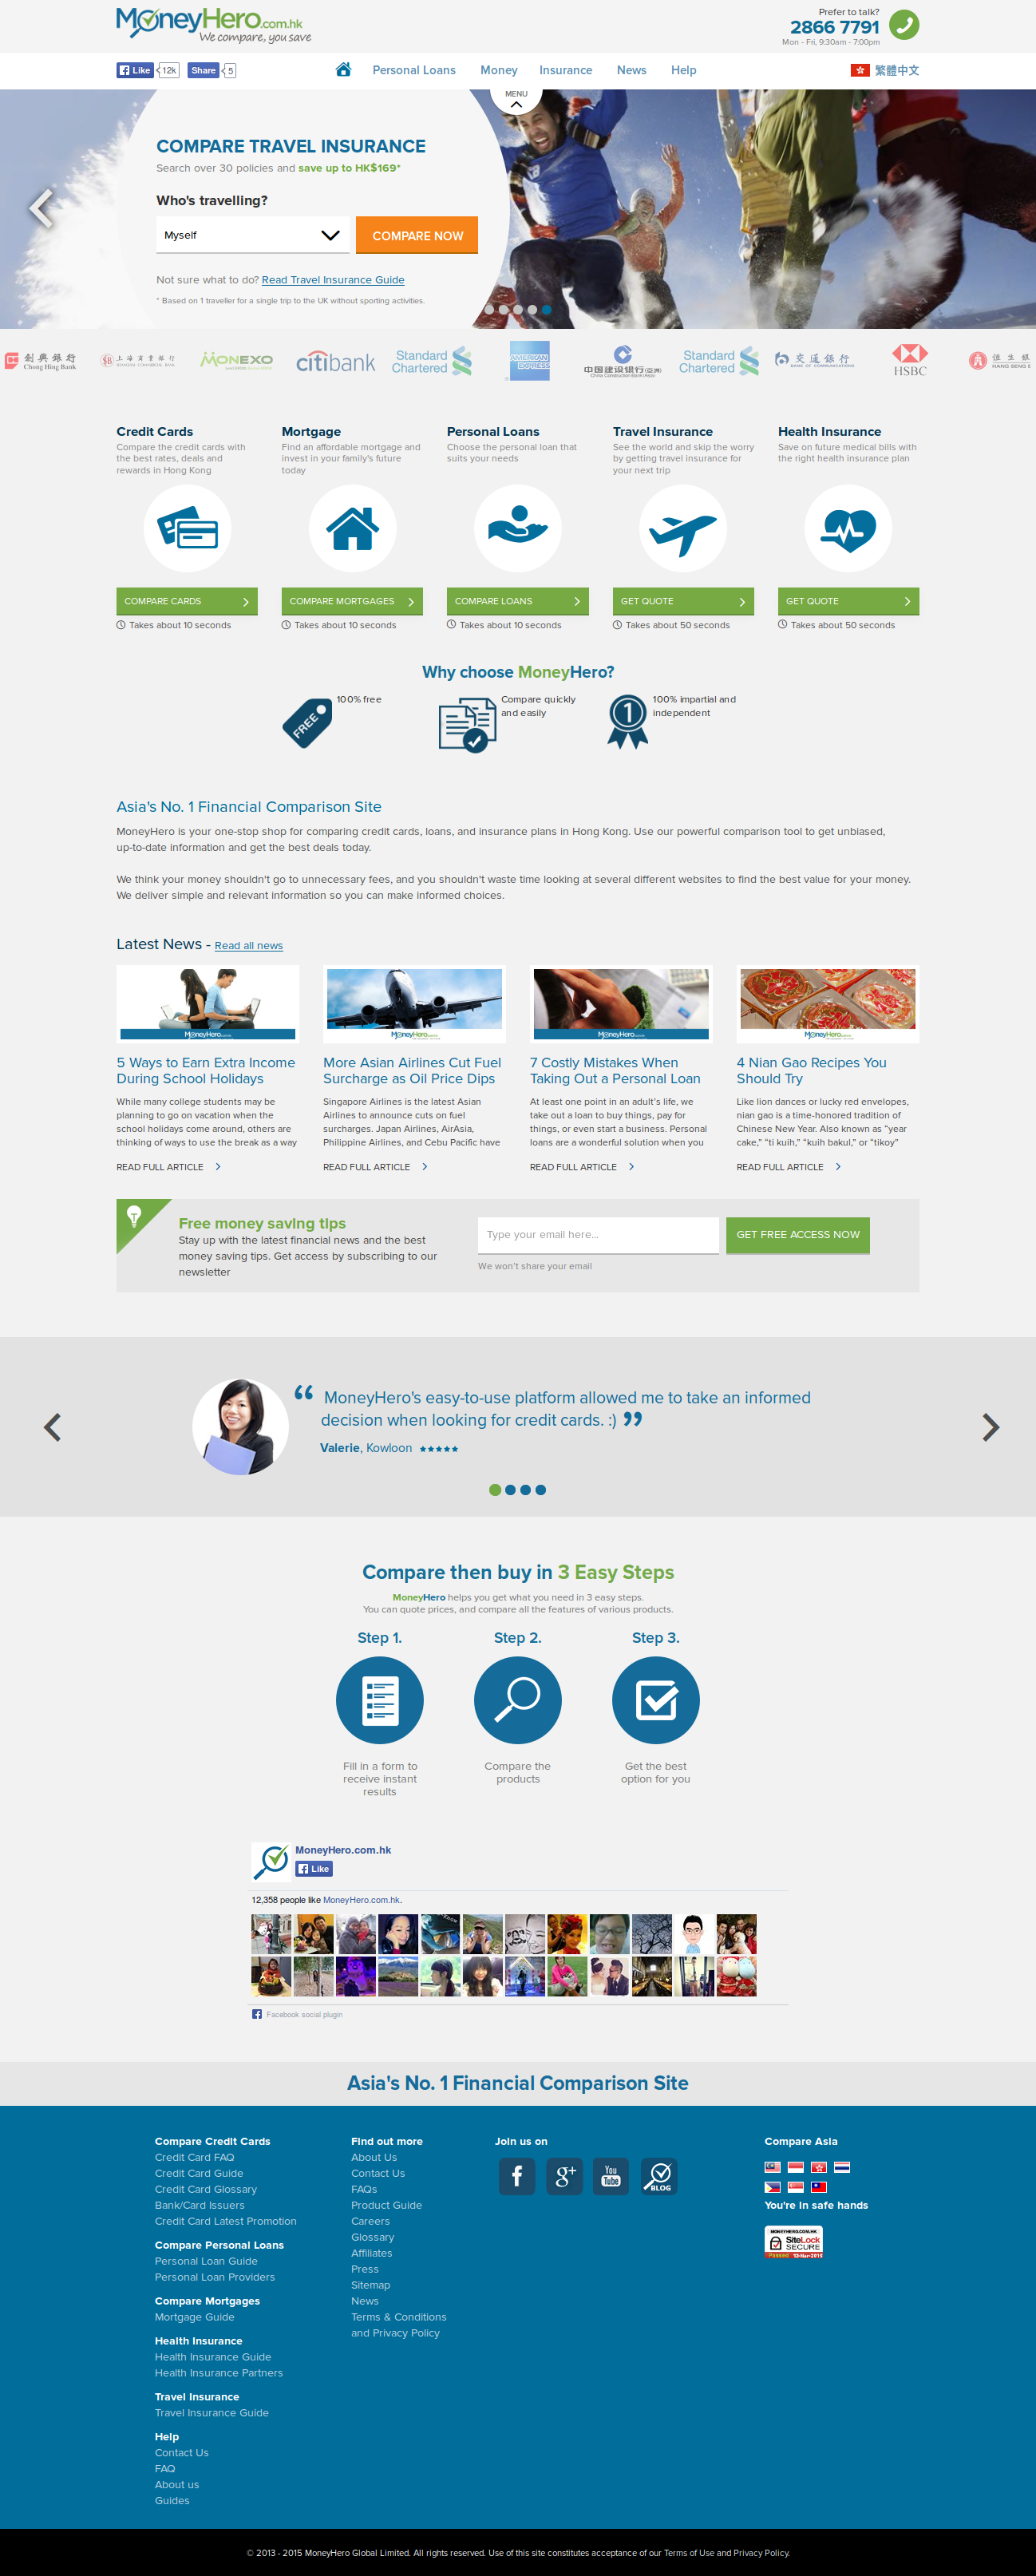 MoneyHero.com.hk
We compare, you save
Prefer to talk?
2866 7791
Mon - Fri, 9:30am - 7:00pm
Like 12k Share 5
Personal Loans Money Insurance News Help
繁體中文
MENU
COMPARE TRAVEL INSURANCE
Search over 30 policies and save up to HK$169*
Who's travelling?
Myself COMPARE NOW
Not sure what to do? Read Travel Insurance Guide
* Based on 1 traveller for a single trip to the UK without sporting activities.
創興銀行
Chong Hing Bank
上海商業銀行
MONEXO
citibank
Standard
Chartered
AMERICAN
EXPRESS
中国建设银行(亞洲)
China Construction Bank (Asia)
Standard
Chartered
交通銀行
BANK OF COMMUNICATIONS
HSBC
恒生銀
HANG SENG B
Credit Cards
Compare the credit cards with
the best rates, deals and
rewards in Hong Kong
COMPARE CARDS
Takes about 10 seconds
Mortgage
Find an affordable mortgage and
invest in your family's future
today
COMPARE MORTGAGES
Takes about 10 seconds
Personal Loans
Choose the personal loan that
suits your needs
COMPARE LOANS
Takes about 10 seconds
Travel Insurance
See the world and skip the worry
by getting travel insurance for
your next trip
GET QUOTE
Takes about 50 seconds
Health Insurance
Save on future medical bills with
the right health insurance plan
GET QUOTE
Takes about 50 seconds
Why choose MoneyHero?
FREE
100% free
Compare quickly
and easily
1
100% impartial and
independent
Asia's No. 1 Financial Comparison Site
MoneyHero is your one-stop shop for comparing credit cards, loans, and insurance plans in Hong Kong. Use our powerful comparison tool to get unbiased,
up-to-date information and get the best deals today.
We think your money shouldn't go to unnecessary fees, and you shouldn't waste time looking at several different websites to find the best value for your money.
We deliver simple and relevant information so you can make informed choices.
Latest News - Read all news
MoneyHero
5 Ways to Earn Extra Income
During School Holidays
While many college students may be
planning to go on vacation when the
school holidays come around, others are
thinking of ways to use the break as a way
READ FULL ARTICLE
MoneyHero
More Asian Airlines Cut Fuel
Surcharge as Oil Price Dips
Singapore Airlines is the latest Asian
Airlines to announce cuts on fuel
surcharges. Japan Airlines, AirAsia,
Philippine Airlines, and Cebu Pacific have
READ FULL ARTICLE
MoneyHero
7 Costly Mistakes When
Taking Out a Personal Loan
At least one point in an adult's life, we
take out a loan to buy things, pay for
things, or even start a business. Personal
loans are a wonderful solution when you
READ FULL ARTICLE
MoneyHero
4 Nian Gao Recipes You
Should Try
Like lion dances or lucky red envelopes,
nian gao is a time-honored tradition of
Chinese New Year. Also known as "year
cake," "ti kuih," "kuih bakul," or "tikoy"
READ FULL ARTICLE
Free money saving tips
Stay up with the latest financial news and the best
money saving tips. Get access by subscribing to our
newsletter
Type your email here... GET FREE ACCESS NOW
We won't share your email
“ MoneyHero's easy-to-use platform allowed me to take an informed
decision when looking for credit cards. :) ”
Valerie, Kowloon ★★★★★
Compare then buy in 3 Easy Steps
MoneyHero helps you get what you need in 3 easy steps.
You can quote prices, and compare all the features of various products.
Step 1.
Fill in a form to
receive instant
results
Step 2.
Compare the
products
Step 3.
Get the best
option for you
MoneyHero.com.hk
Like
12,358 people like MoneyHero.com.hk.
Facebook social plugin
Asia's No. 1 Financial Comparison Site
Compare Credit Cards
Credit Card FAQ
Credit Card Guide
Credit Card Glossary
Bank/Card Issuers
Credit Card Latest Promotion
Compare Personal Loans
Personal Loan Guide
Personal Loan Providers
Compare Mortgages
Mortgage Guide
Health Insurance
Health Insurance Guide
Health Insurance Partners
Travel Insurance
Travel Insurance Guide
Help
Contact Us
FAQ
About us
Guides
Find out more
About Us
Contact Us
FAQs
Product Guide
Careers
Glossary
Affiliates
Press
Sitemap
News
Terms & Conditions
and Privacy Policy
Join us on
f g+ You Tube BLOG
Compare Asia
You're in safe hands
MONEYHERO.COM.HK
SiteLock
SECURE
Passed 13-Mar-2015
© 2013 - 2015 MoneyHero Global Limited. All rights reserved. Use of this site constitutes acceptance of our Terms of Use and Privacy Policy.